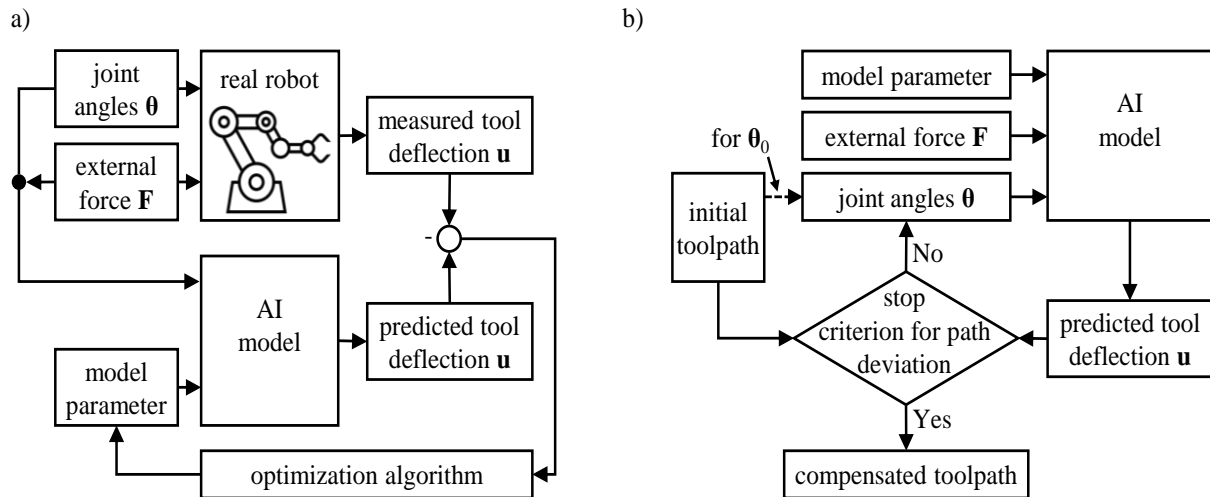 a)
joint
angles θ
real robot
external
force F
measured tool
deflection u
-
AI
model
predicted tool
deflection u
model
parameter
optimization algorithm
b)
model parameter
external force F
joint angles θ
AI
model
for θ₀
initial
toolpath
No
stop
criterion for path
deviation
predicted tool
deflection u
Yes
compensated toolpath